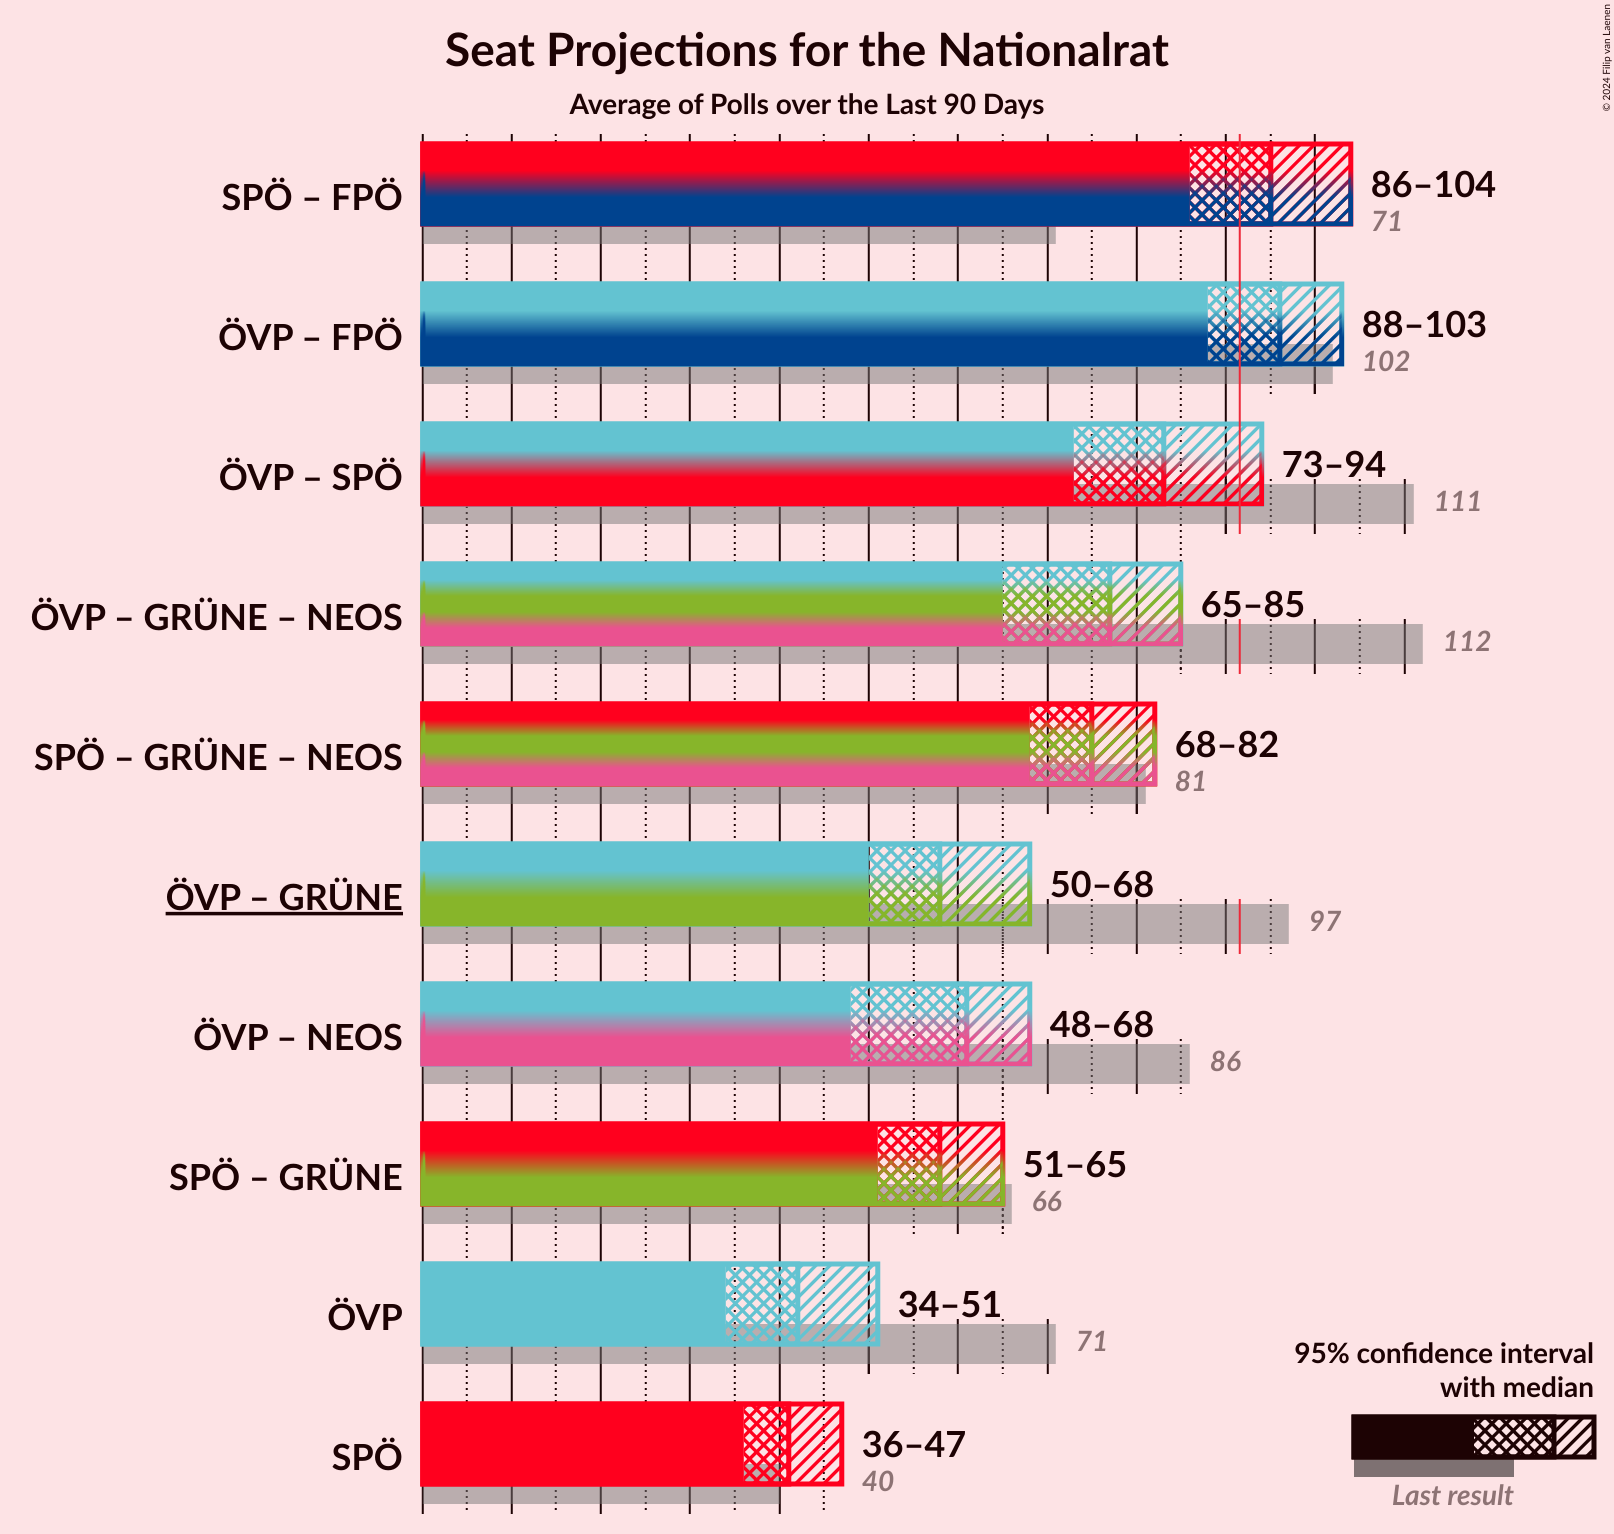 Seat Projections for the Nationalrat
Average of Polls over the Last 90 Days
© 2024 Filip van Laenen
SPÖ – FPÖ
86–104
71
ÖVP – FPÖ
88–103
102
ÖVP – SPÖ
73–94
111
ÖVP – GRÜNE – NEOS
65–85
112
SPÖ – GRÜNE – NEOS
68–82
81
ÖVP – GRÜNE
50–68
97
ÖVP – NEOS
48–68
86
SPÖ – GRÜNE
51–65
66
ÖVP
34–51
71
SPÖ
36–47
40
95% confidence interval
with median
Last result